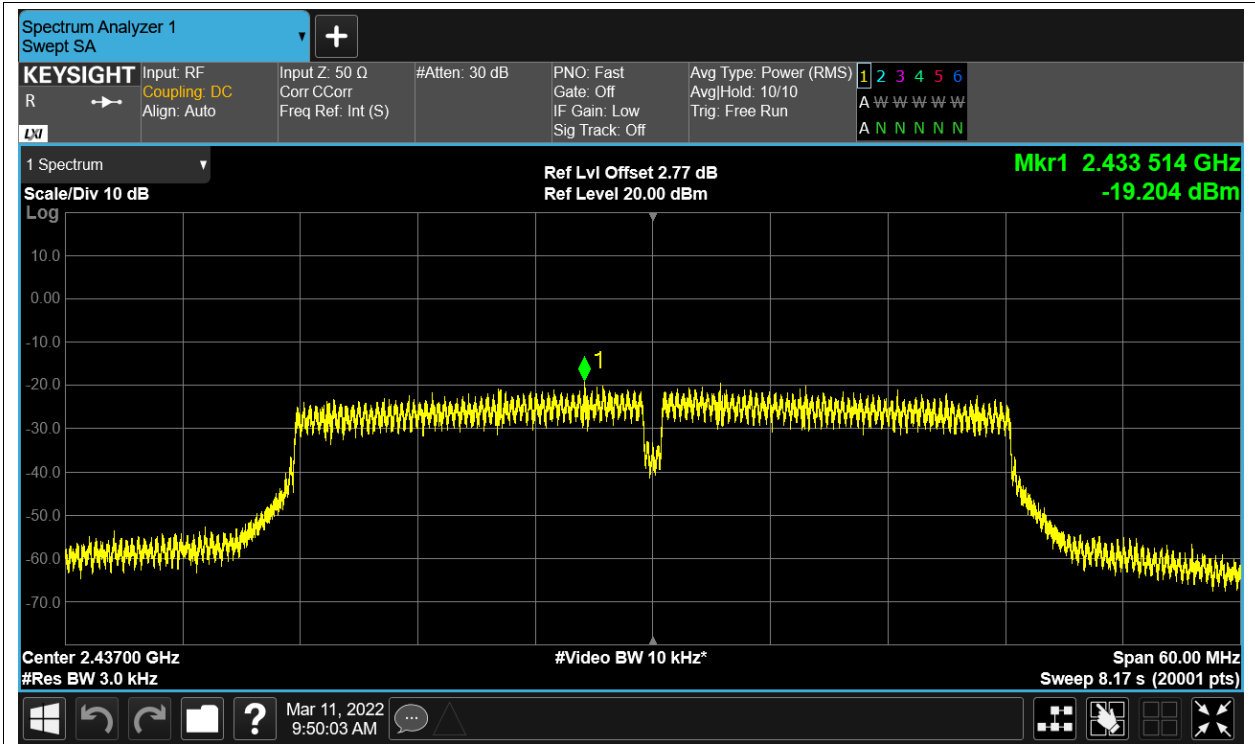 Spectrum Analyzer 1
Swept SA
+
KEYSIGHT
R
LXI
Input: RF
Coupling: DC
Align: Auto
Input Z: 50 Ω
Corr CCorr
Freq Ref: Int (S)
#Atten: 30 dB
PNO: Fast
Gate: Off
IF Gain: Low
Sig Track: Off
Avg Type: Power (RMS)
Avg|Hold: 10/10
Trig: Free Run
1 2 3 4 5 6
A W W W W W
A N N N N N
1 Spectrum
Scale/Div 10 dB
Log
Ref Lvl Offset 2.77 dB
Ref Level 20.00 dBm
Mkr1 2.433 514 GHz
-19.204 dBm
10.0
0.00
-10.0
-20.0
-30.0
-40.0
-50.0
-60.0
-70.0
1
Center 2.43700 GHz
#Res BW 3.0 kHz
#Video BW 10 kHz*
Span 60.00 MHz
Sweep 8.17 s (20001 pts)
?
Mar 11, 2022
9:50:03 AM